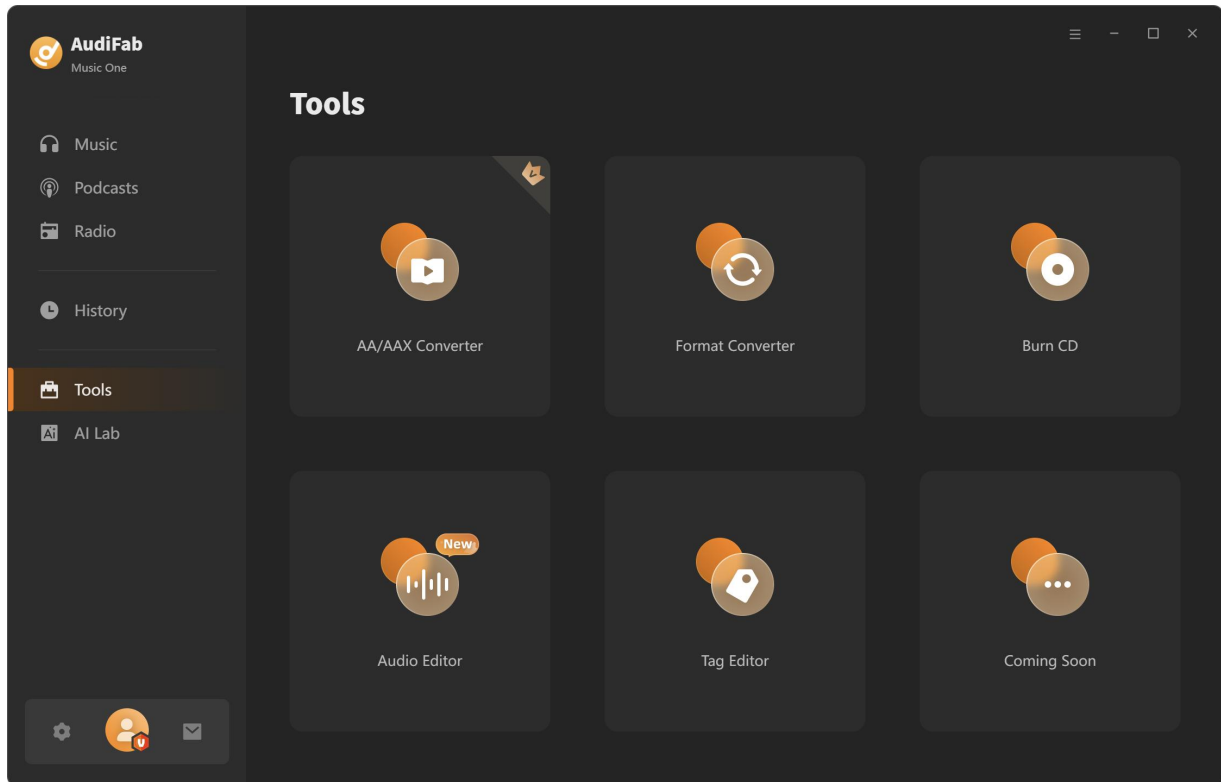 AudiFab
Music One
Music
Podcasts
Radio
History
Tools
Ai AI Lab
Tools
AA/AAX Converter
Format Converter
Burn CD
New
Audio Editor
Tag Editor
Coming Soon